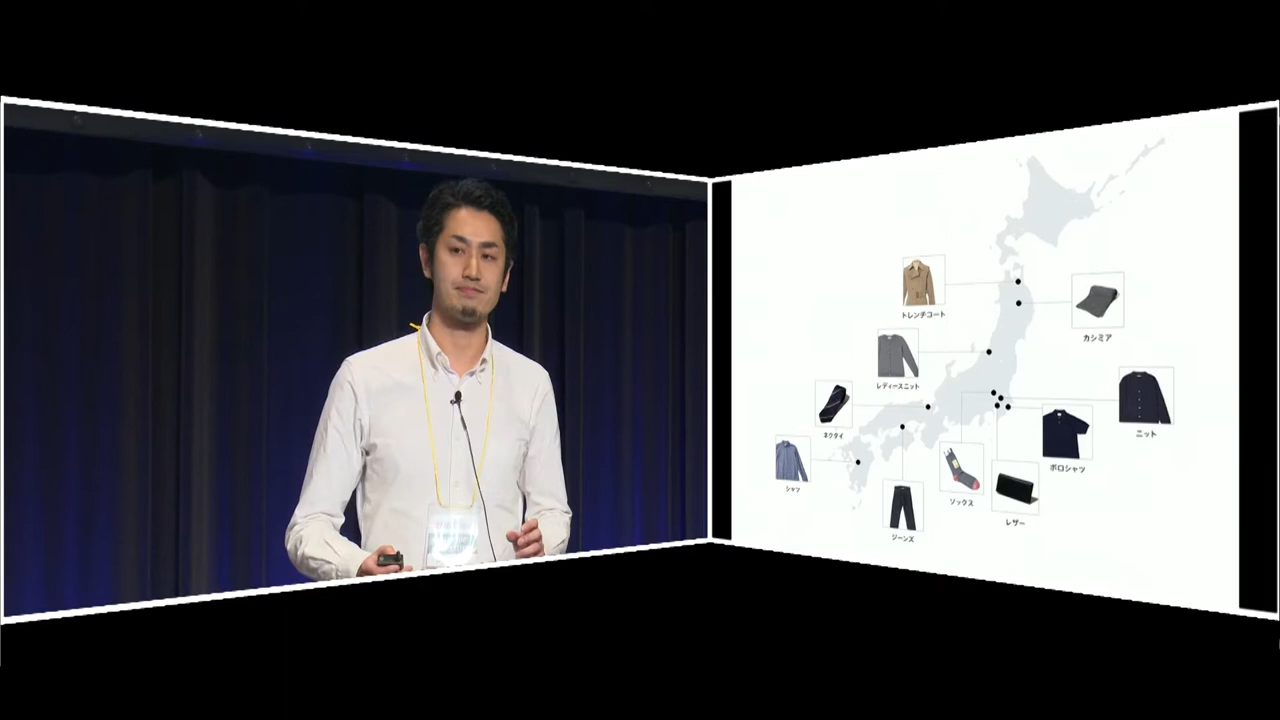 トレンチコート
カシミア
レディースニット
ネクタイ
ニット
ポロシャツ
シャツ
ソックス
レザー
ジーンズ